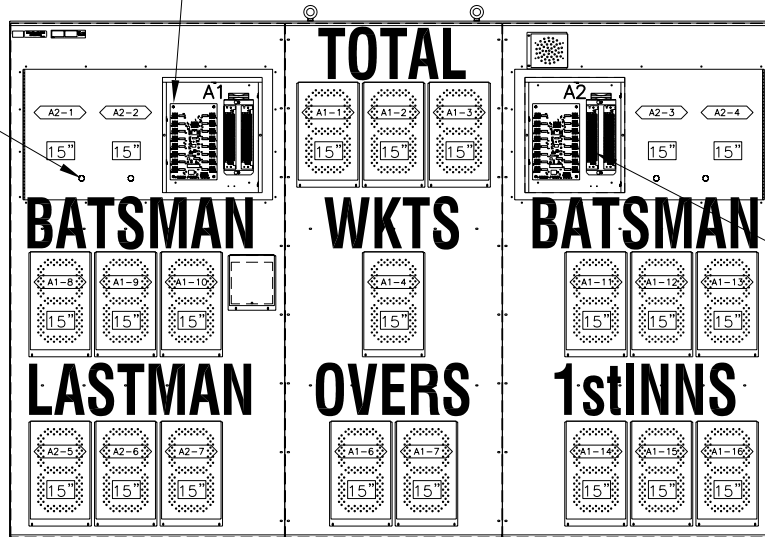 TOTAL
A1
A2
A2-1 A2-2
A1-1 A1-2 A1-3
A2-3 A2-4
15" 15"
15" 15" 15"
15" 15"
BATSMAN WKTS BATSMAN
A1-8 A1-9 A1-10 A1-4 A1-11 A1-12 A1-13
15" 15" 15" 15" 15" 15" 15"
LASTMAN OVERS 1stINNS
A2-5 A2-6 A2-7 A1-6 A1-7 A1-14 A1-15 A1-16
15" 15" 15" 15" 15" 15" 15" 15"